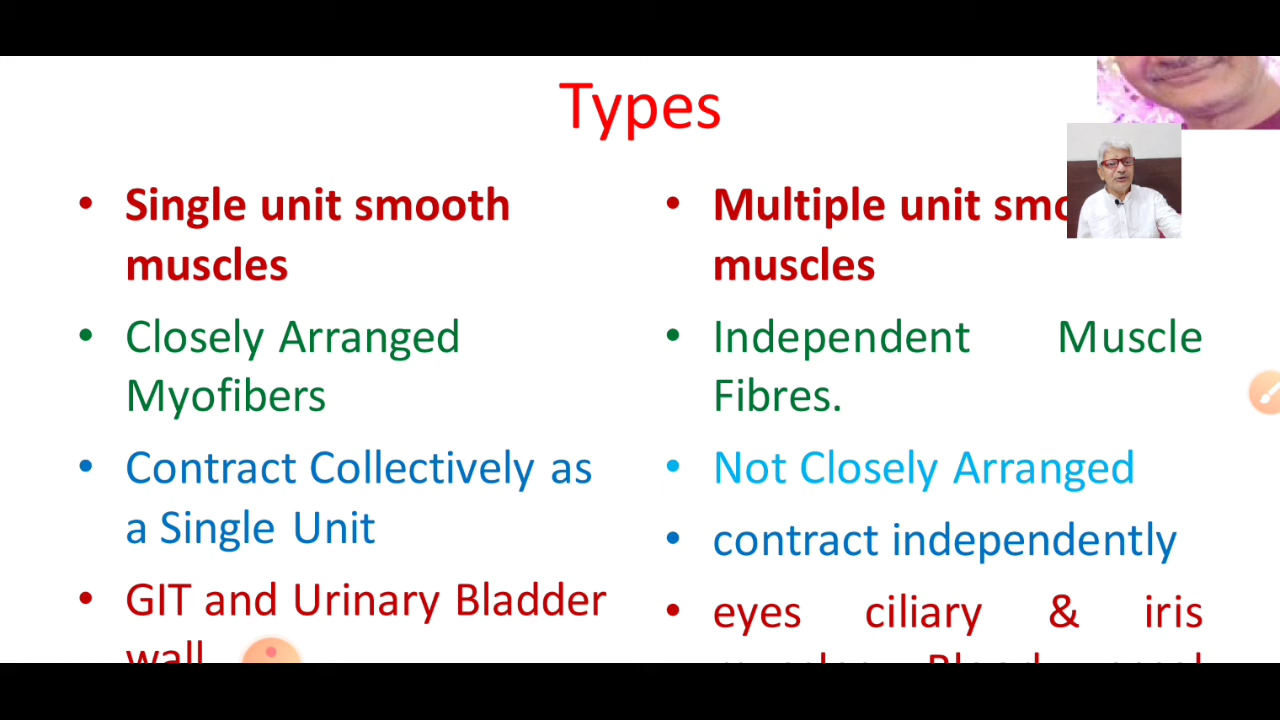 Types
• Single unit smooth
muscles
• Closely Arranged
Myofibers
• Contract Collectively as
a Single Unit
• GIT and Urinary Bladder
wall
• Multiple unit
muscles
• Independent Muscle
Fibres.
• Not Closely Arranged
• contract independently
• eyes ciliary & iris